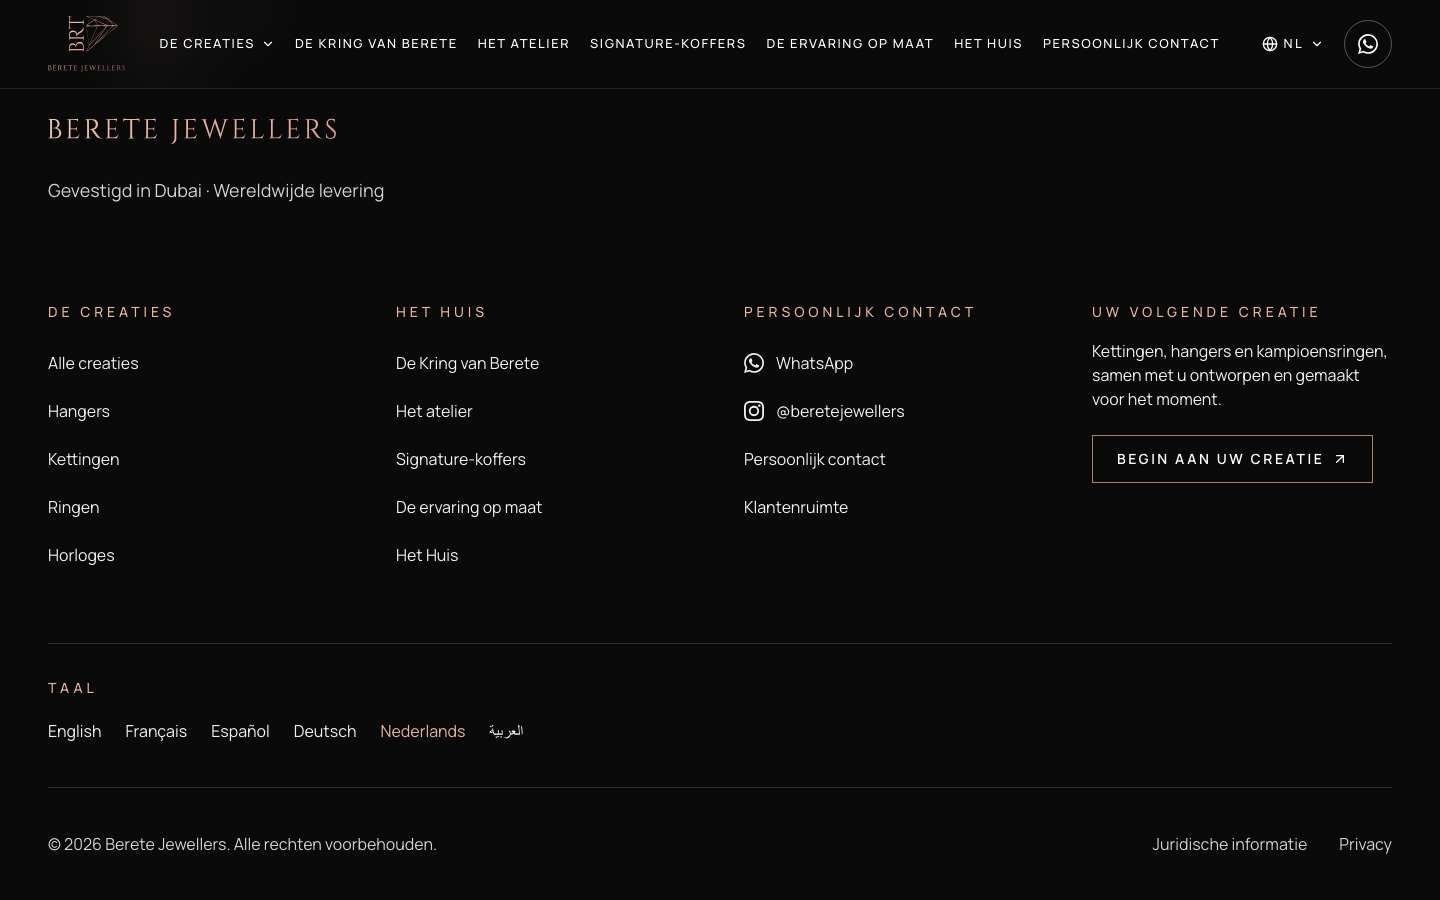 BRT
BERETE JEWELLERS
DE CREATIES
DE KRING VAN BERETE
HET ATELIER
SIGNATURE-KOFFERS
DE ERVARING OP MAAT
HET HUIS
PERSOONLIJK CONTACT
NL
BERETE JEWELLERS
Gevestigd in Dubai · Wereldwijde levering
DE CREATIES
Alle creaties
Hangers
Kettingen
Ringen
Horloges
HET HUIS
De Kring van Berete
Het atelier
Signature-koffers
De ervaring op maat
Het Huis
PERSOONLIJK CONTACT
WhatsApp
@beretejewellers
Persoonlijk contact
Klantenruimte
UW VOLGENDE CREATIE
Kettingen, hangers en kampioensringen,
samen met u ontworpen en gemaakt
voor het moment.
BEGIN AAN UW CREATIE
TAAL
English
Français
Español
Deutsch
Nederlands
العربية
© 2026 Berete Jewellers. Alle rechten voorbehouden.
Juridische informatie
Privacy